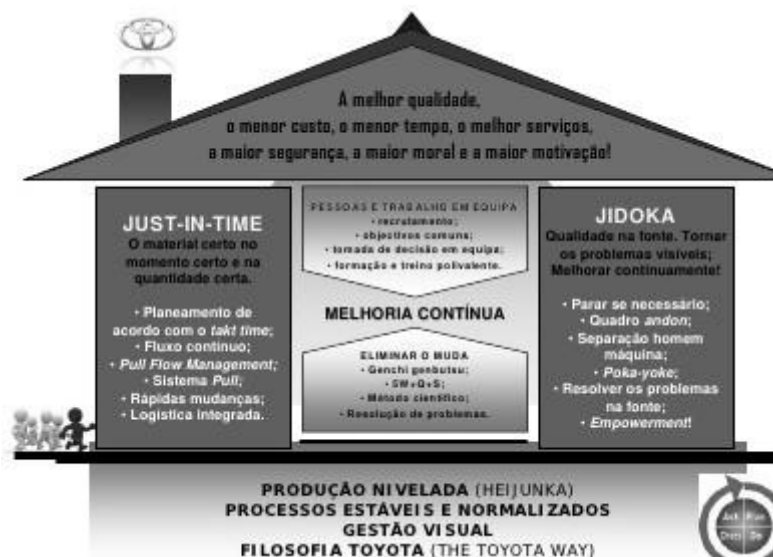 A melhor qualidade,
o menor custo, o menor tempo, o melhor serviços,
a maior segurança, a maior moral e a maior motivação!
JUST-IN-TIME
O material certo no
momento certo e na
quantidade certa.
• Planeamento de
acordo com o takt time;
• Fluxo contínuo;
• Pull Flow Management;
• Sistema Pull;
• Rápidas mudanças;
• Logística integrada.
PESSOAS E TRABALHO EM EQUIPA
• recrutamento;
• objectivos comuns;
• tomada de decisão em equipa;
• formação e treino polivalente.
MELHORIA CONTÍNUA
ELIMINAR O MUDA
• Genchi genbutsu;
• 5W+Q+S;
• Método científico;
• Resolução de problemas.
JIDOKA
Qualidade na fonte. Tornar
os problemas visíveis;
Melhorar continuamente!
• Parar se necessário;
• Quadro andon;
• Separação homem
máquina;
• Poka-yoke;
• Resolver os problemas
na fonte;
• Empowerment!
PRODUÇÃO NIVELADA (HEIJUNKA)
PROCESSOS ESTÁVEIS E NORMALIZADOS
GESTÃO VISUAL
FILOSOFIA TOYOTA (THE TOYOTA WAY)
Act Plan
Check Do